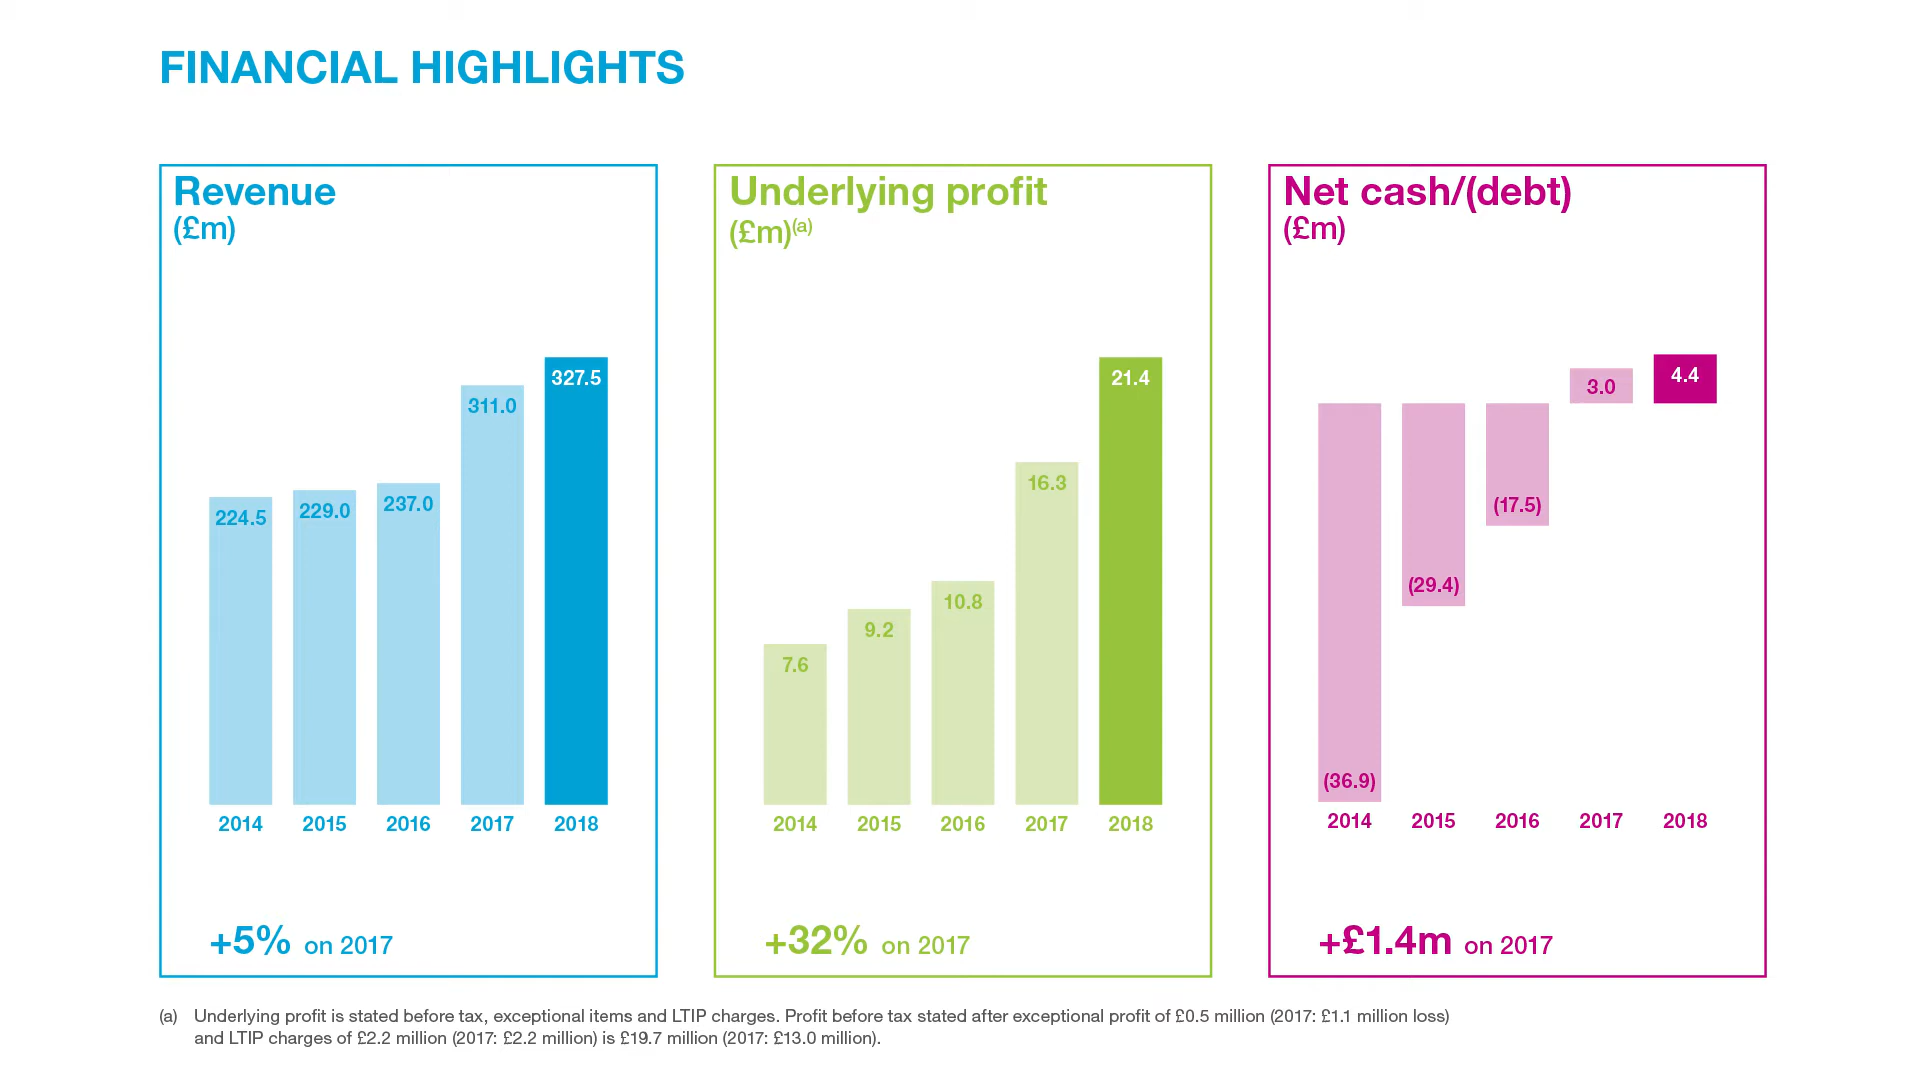 FINANCIAL HIGHLIGHTS
Revenue
(£m)
224.5
229.0
237.0
311.0
327.5
2014
2015
2016
2017
2018
+5% on 2017
Underlying profit
(£m)(a)
7.6
9.2
10.8
16.3
21.4
2014
2015
2016
2017
2018
+32% on 2017
Net cash/(debt)
(£m)
(36.9)
(29.4)
(17.5)
3.0
4.4
2014
2015
2016
2017
2018
+£1.4m on 2017
(a) Underlying profit is stated before tax, exceptional items and LTIP charges. Profit before tax stated after exceptional profit of £0.5 million (2017: £1.1 million loss)
and LTIP charges of £2.2 million (2017: £2.2 million) is £19.7 million (2017: £13.0 million).